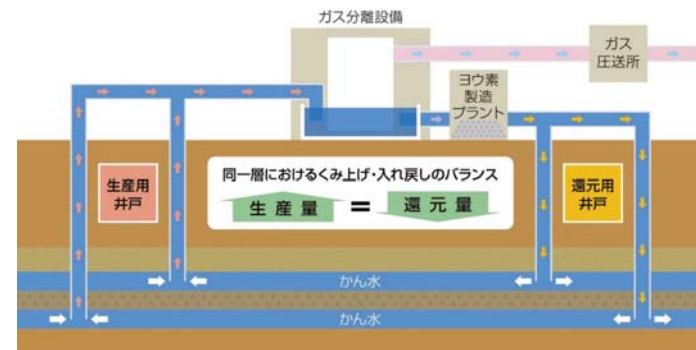 ガス分離設備
ガス
圧送所
ヨウ素
製造
プラント
生産用
井戸
同一層におけるくみ上げ・入れ戻しのバランス
生産量 = 還元量
還元用
井戸
かん水
かん水